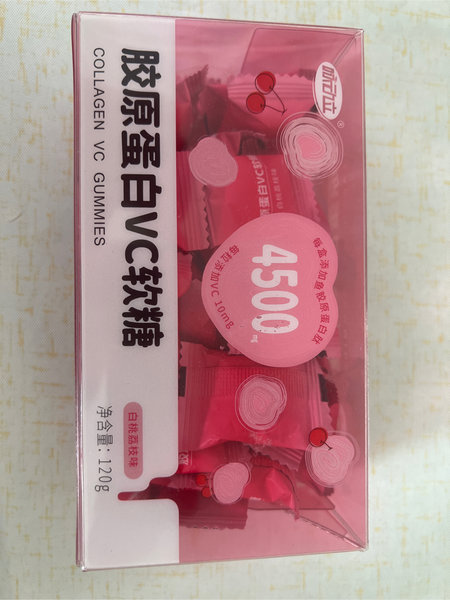 胶原蛋白VC软糖
COLLAGEN VC GUMMIES
白桃荔枝味
净含量：120g
每盒添加鱼胶原蛋白肽
4500mg
每粒添加VC 10mg